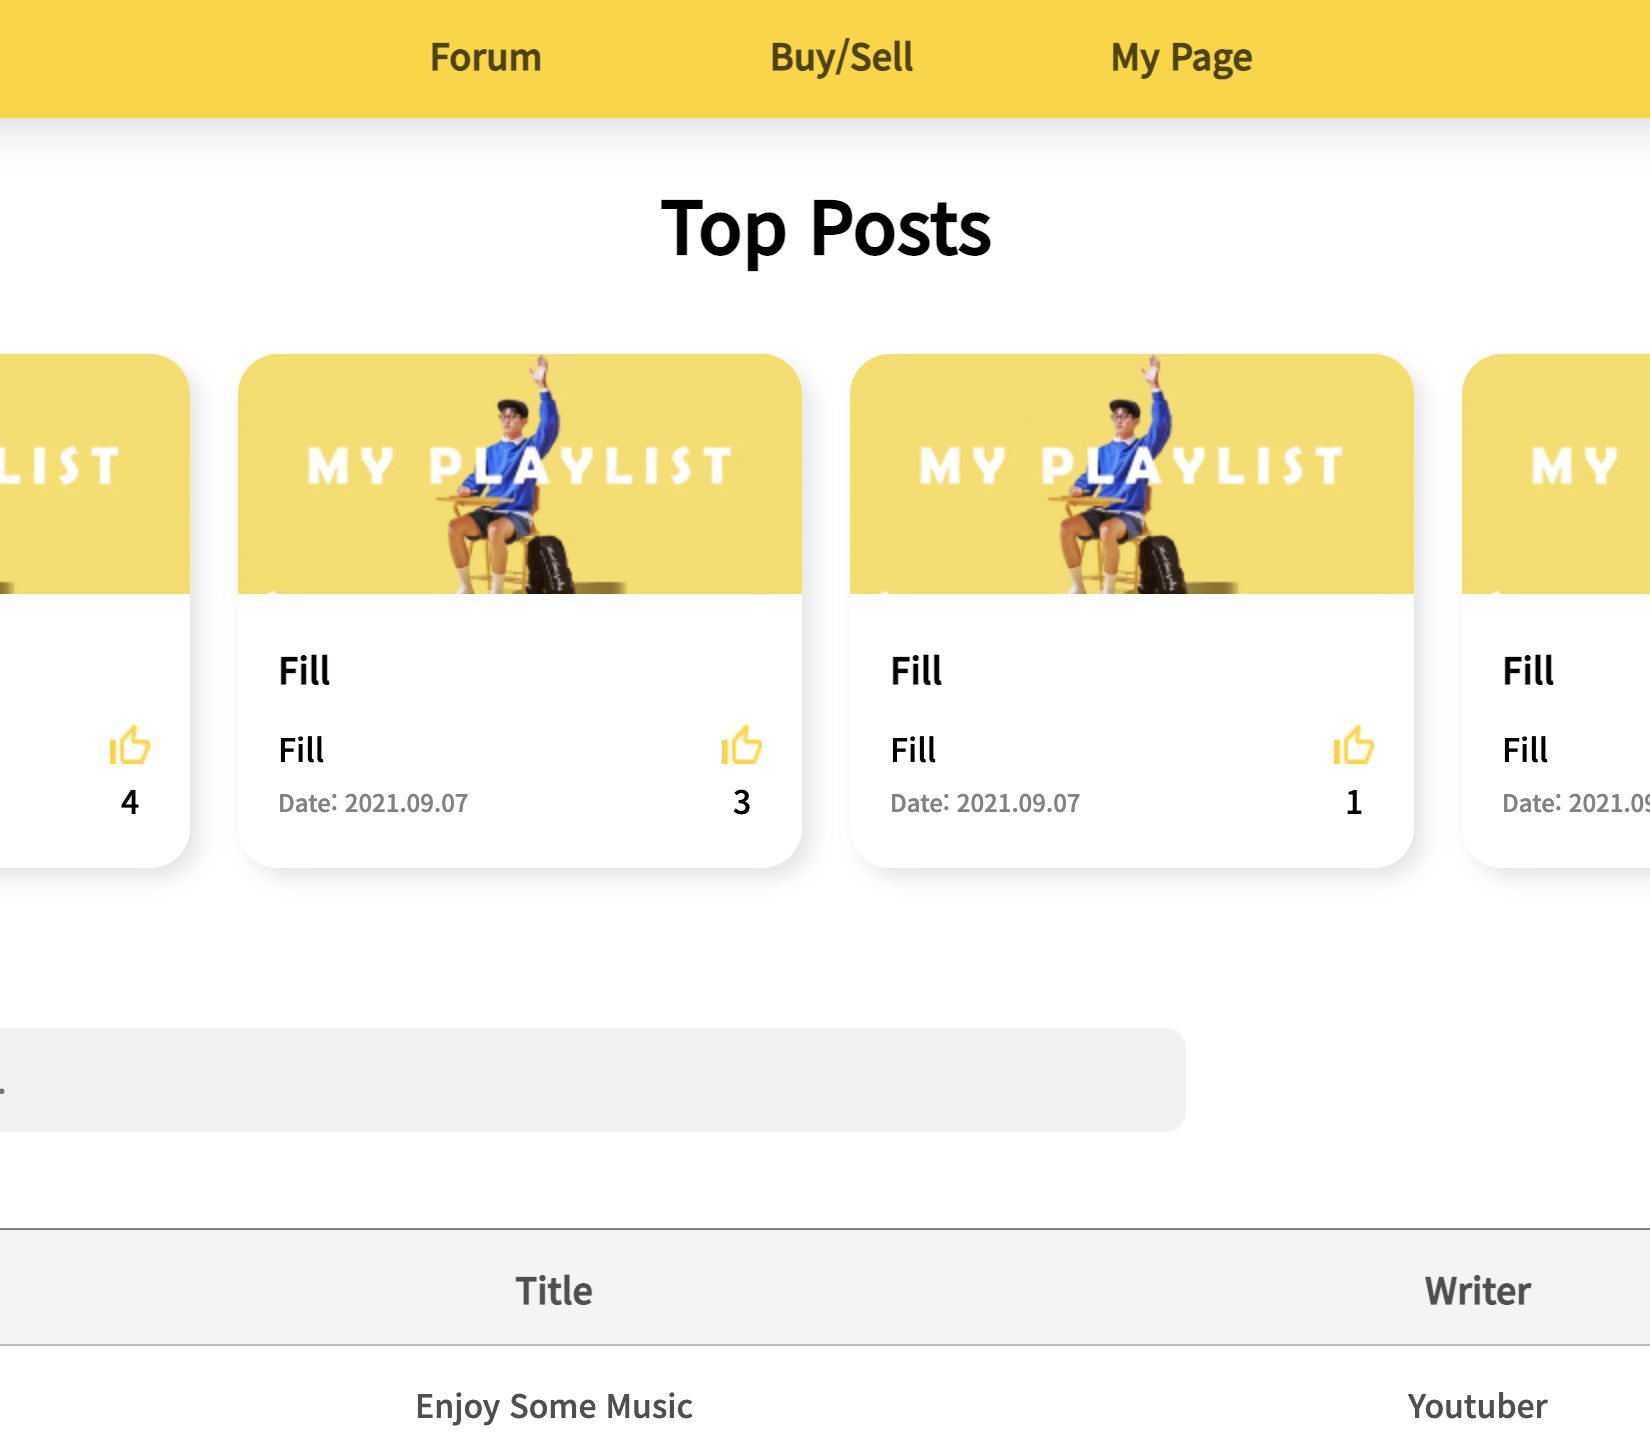 Forum Buy/Sell My Page
Top Posts
LIST MY PLAYLIST MY PLAYLIST MY
Fill Fill Fill
Fill Fill Fill
4 Date: 2021.09.07 3 Date: 2021.09.07 1 Date: 2021.09
.
Title Writer
Enjoy Some Music Youtuber